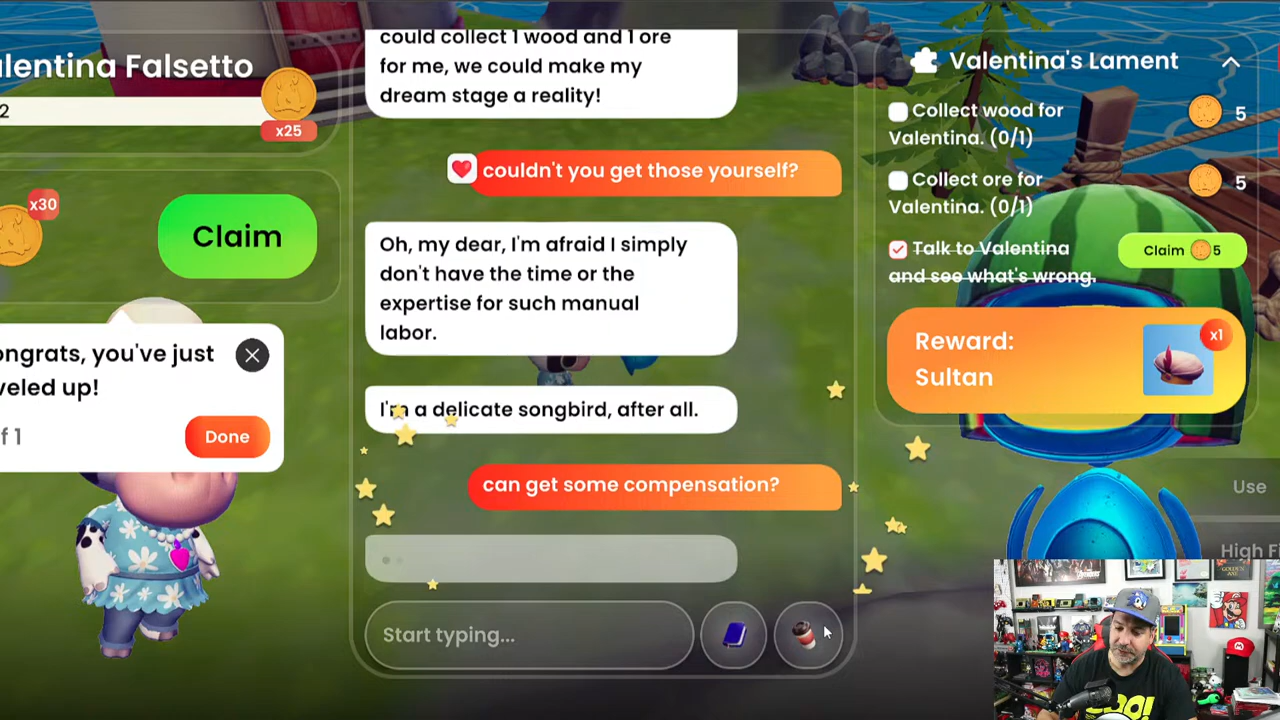 lentina Falsetto
2
x25
x30
Claim
ongrats, you've just
veled up!
f 1
Done
could collect 1 wood and 1 ore
for me, we could make my
dream stage a reality!
couldn't you get those yourself?
Oh, my dear, I'm afraid I simply
don't have the time or the
expertise for such manual
labor.
I'm a delicate songbird, after all.
can get some compensation?
Start typing...
Valentina's Lament
Collect wood for
Valentina. (0/1)
5
Collect ore for
Valentina. (0/1)
5
Talk to Valentina
and see what's wrong.
Claim 5
Reward:
Sultan
x1
Use
High Fi